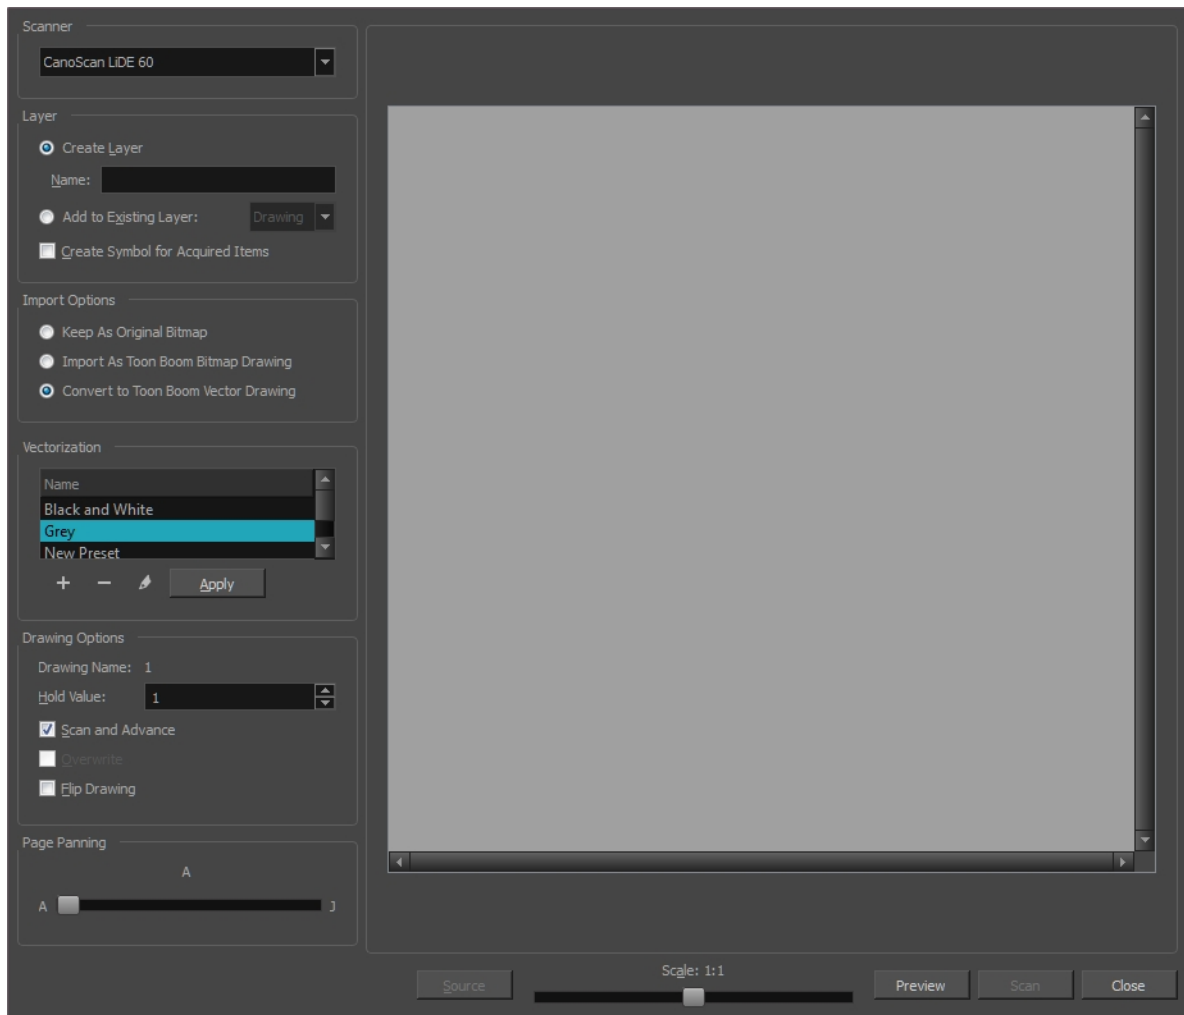 Scanner
CanoScan LiDE 60
Layer
Create Layer
Name:
Add to Existing Layer: Drawing
Create Symbol for Acquired Items
Import Options
Keep As Original Bitmap
Import As Toon Boom Bitmap Drawing
Convert to Toon Boom Vector Drawing
Vectorization
Name
Black and White
Grey
New Preset
Apply
Drawing Options
Drawing Name: 1
Hold Value: 1
Scan and Advance
Overwrite
Flip Drawing
Page Panning
A
A J
Source Scale: 1:1 Preview Scan Close